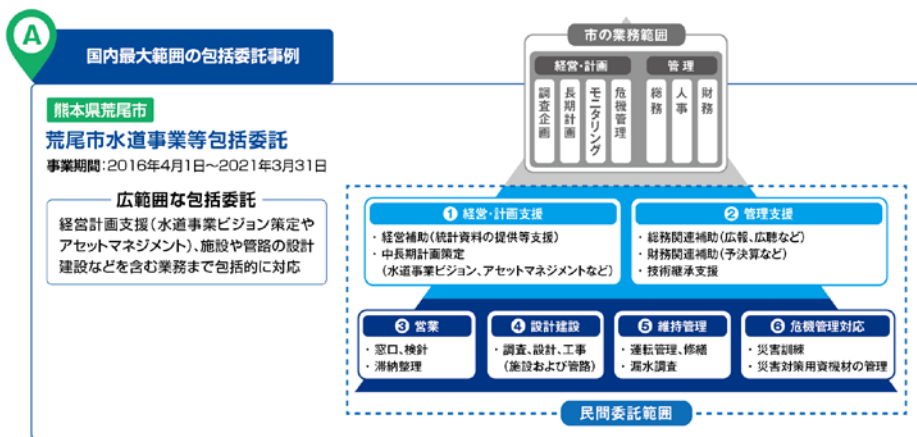 A
国内最大範囲の包括委託事例
熊本県荒尾市
荒尾市水道事業等包括委託
事業期間：2016年4月1日～2021年3月31日
広範囲な包括委託
経営計画支援（水道事業ビジョン策定や
アセットマネジメント）、施設や管路の設計
建設などを含む業務まで包括的に対応
市の業務範囲
経営・計画
管理
調査企画
長期計画
モニタリング
危機管理
総務
人事
財務
❶ 経営・計画支援
・経営補助（統計資料の提供等支援）
・中長期計画策定
（水道事業ビジョン、アセットマネジメントなど）
❷ 管理支援
・総務関連補助（広報、広聴など）
・財務関連補助（予決算など）
・技術継承支援
❸ 営業
・窓口、検針
・滞納整理
❹ 設計建設
・調査、設計、工事
（施設および管路）
❺ 維持管理
・運転管理、修繕
・漏水調査
❻ 危機管理対応
・災害訓練
・災害対策用資機材の管理
民間委託範囲